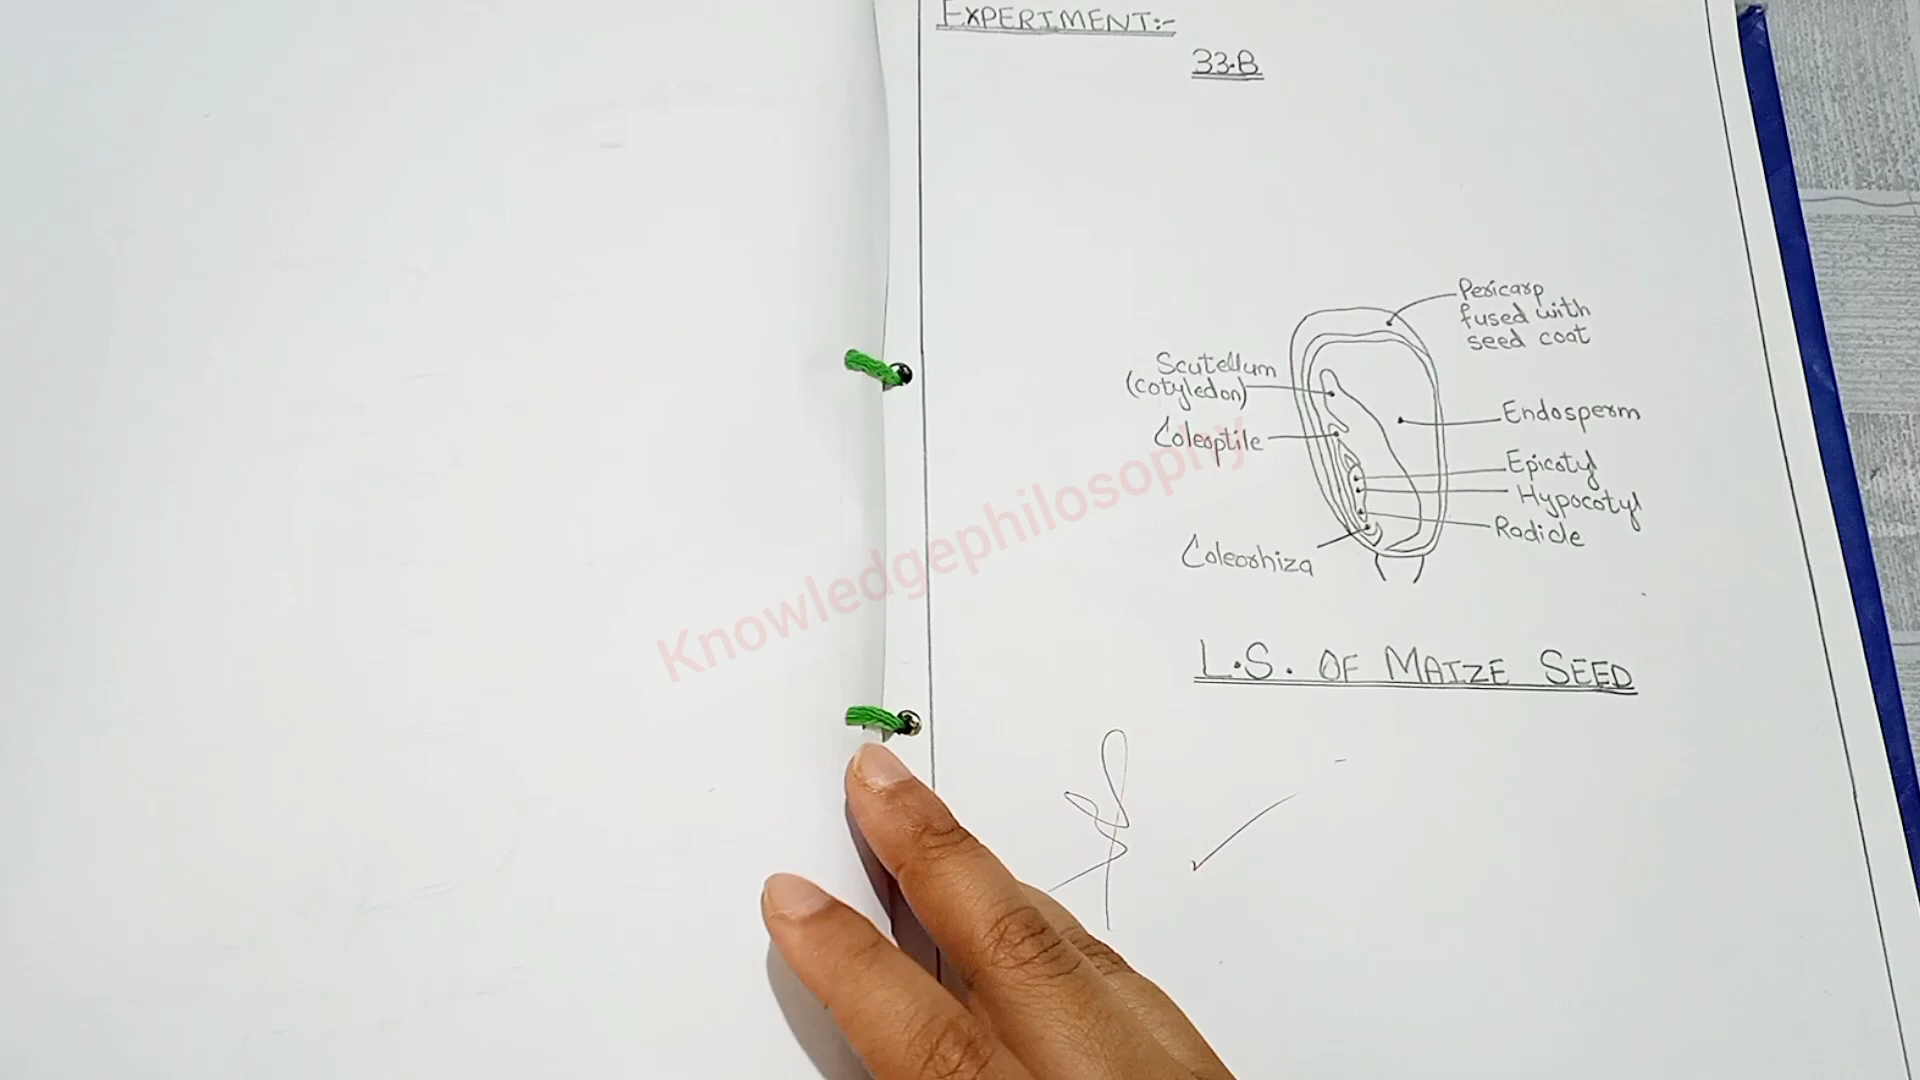 EXPERIMENT:-
33.B
Pericarp
fused with
seed coat
Scutellum
(cotyledon)
Endosperm
Coleoptile
Epicotyl
Hypocotyl
Radicle
Coleorhiza
L.S. OF MAIZE SEED
Knowledgephilosophy